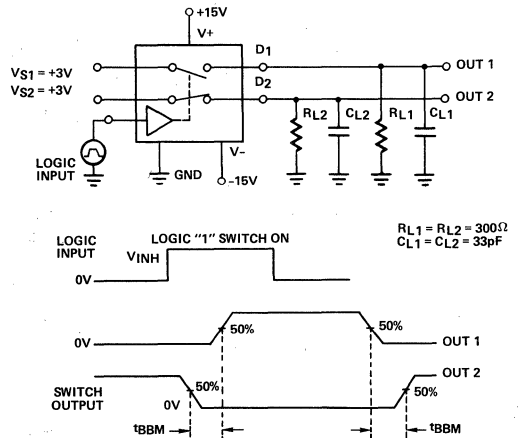 +15V
V+
D1
VS1 = +3V
OUT 1
D2
VS2 = +3V
OUT 2
RL2 CL2 RL1 CL1
LOGIC
INPUT
GND
V–
–15V
RL1 = RL2 = 300Ω
CL1 = CL2 = 33pF
LOGIC
INPUT
LOGIC "1" SWITCH ON
VINH
0V
50%
50%
0V
OUT 1
OUT 2
50%
50%
SWITCH
OUTPUT
0V
tBBM
tBBM